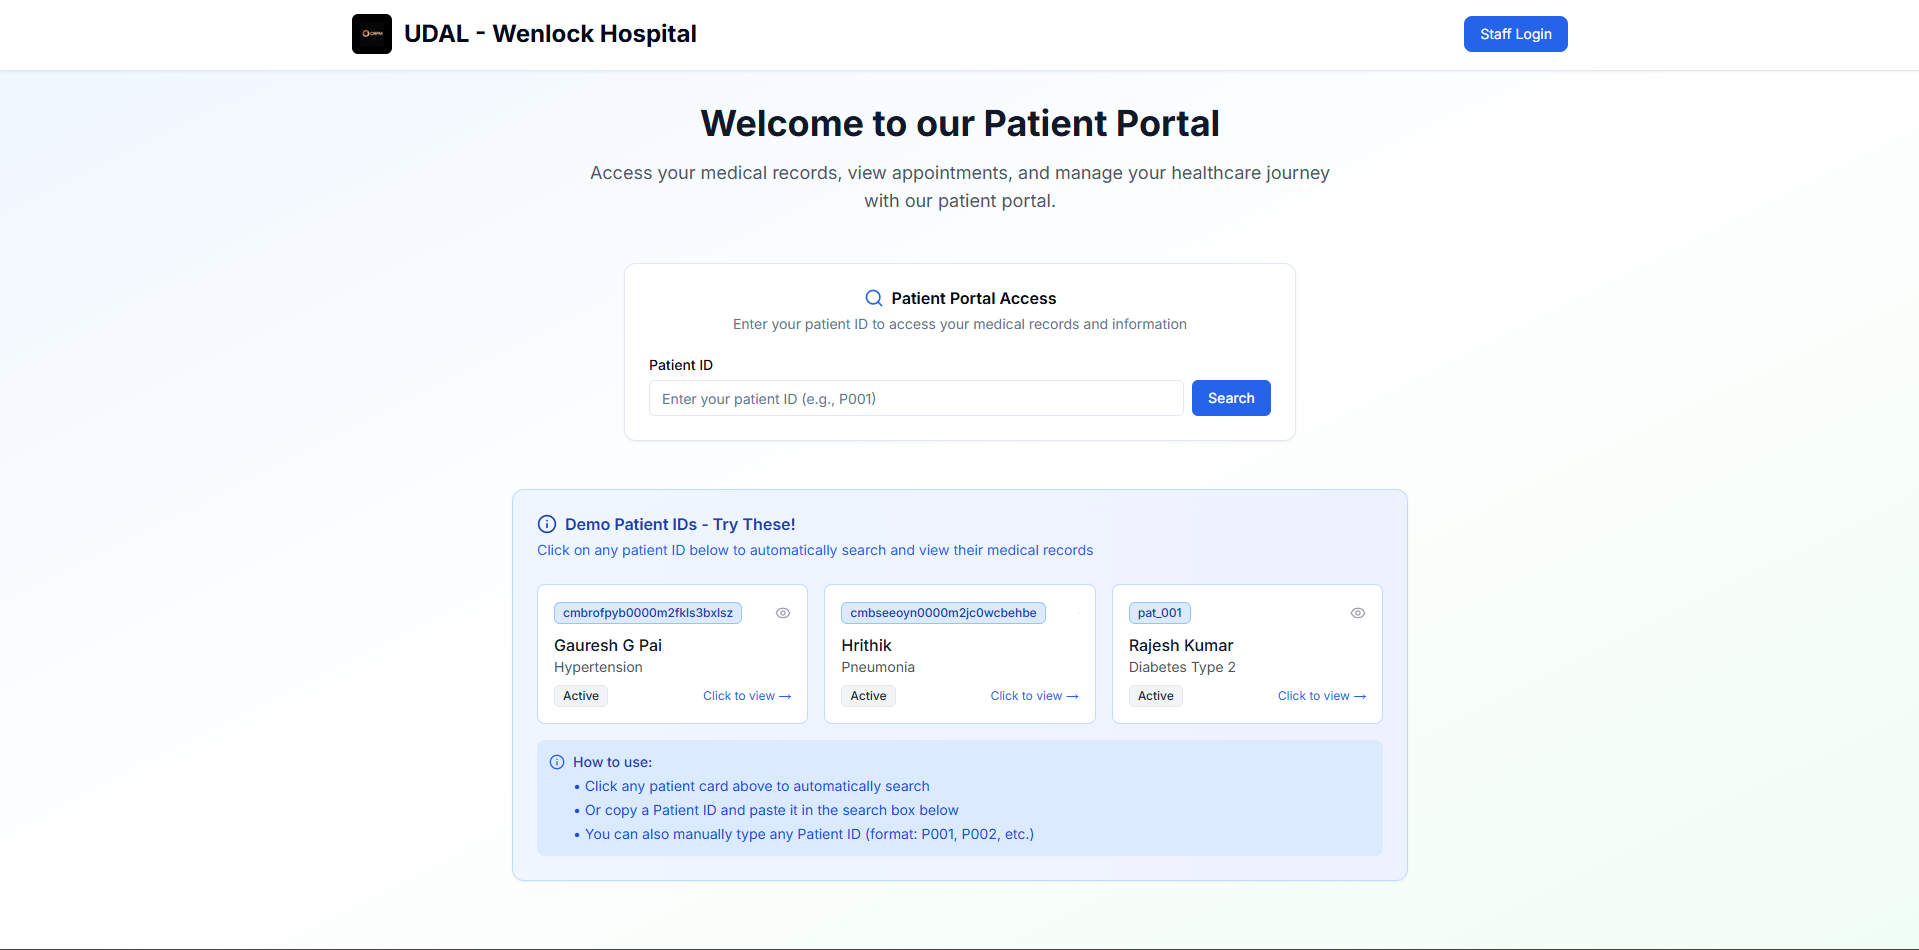 CRPM
UDAL - Wenlock Hospital
Staff Login
Welcome to our Patient Portal
Access your medical records, view appointments, and manage your healthcare journey
with our patient portal.
Patient Portal Access
Enter your patient ID to access your medical records and information
Patient ID
Enter your patient ID (e.g., P001)
Search
Demo Patient IDs - Try These!
Click on any patient ID below to automatically search and view their medical records
cmbrofpyb0000m2fkls3bxlsz
Gauresh G Pai
Hypertension
Active
Click to view →
cmbseeoyn0000m2jc0wcbehbe
Hrithik
Pneumonia
Active
Click to view →
pat_001
Rajesh Kumar
Diabetes Type 2
Active
Click to view →
How to use:
• Click any patient card above to automatically search
• Or copy a Patient ID and paste it in the search box below
• You can also manually type any Patient ID (format: P001, P002, etc.)